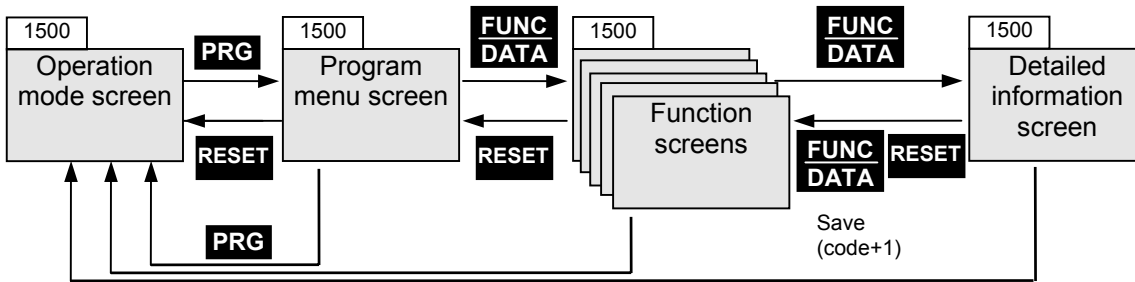 1500
Operation
mode screen
PRG
RESET
1500
Program
menu screen
FUNC
DATA
RESET
1500
Function
screens
FUNC
DATA
FUNC
DATA
RESET
Save
(code+1)
1500
Detailed
information
screen
PRG